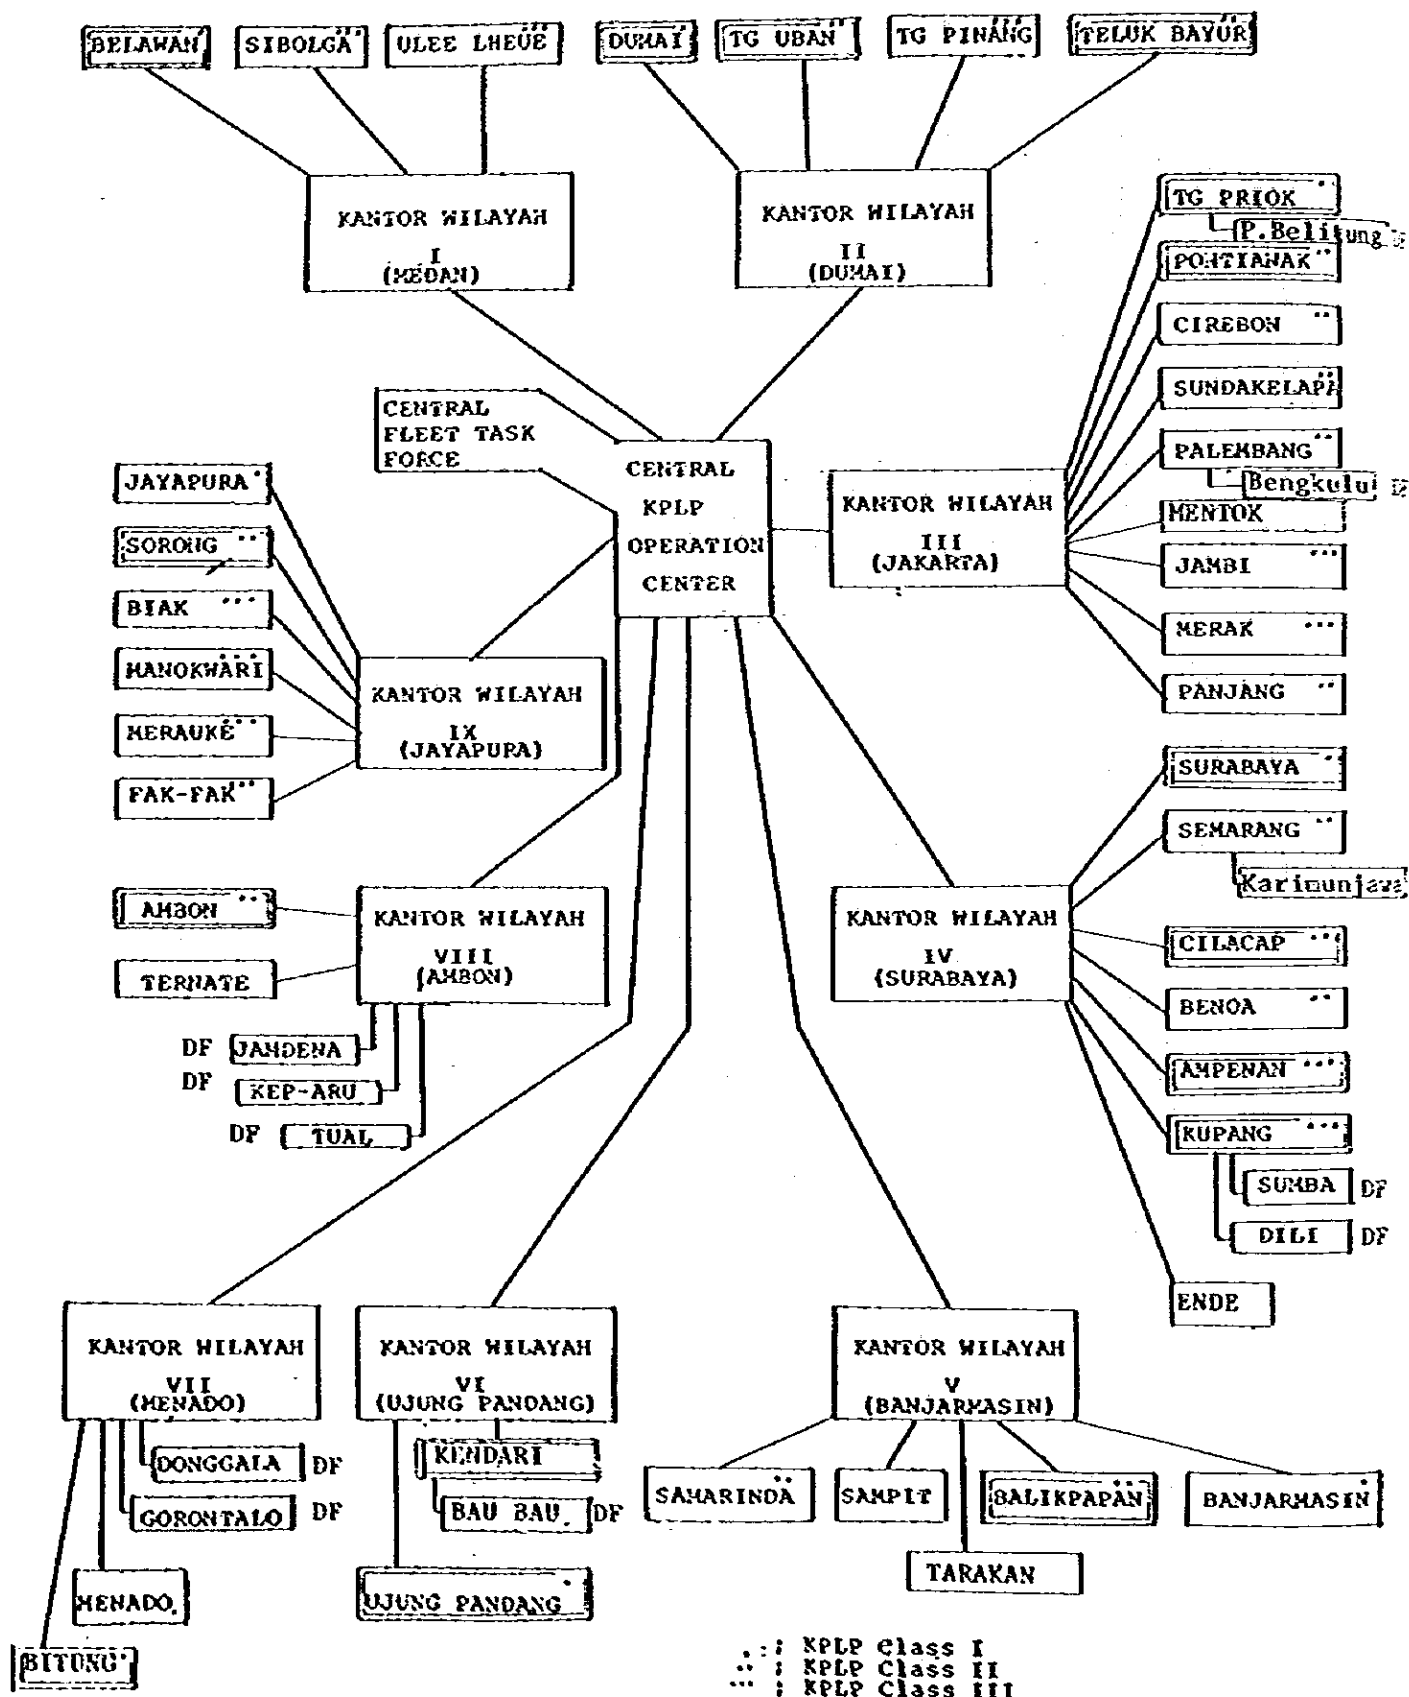 BELAWAN
SIBOLGA
ULEE LHEUE
DUMAI
TG UBAN
TG PINANG
TELUK BAYUR
KANTOR WILAYAH
I
(MEDAN)
KANTOR WILAYAH
II
(DUMAI)
TG PRIOK
P.Belitung
PONTIANAK
CIREBON
SUNDAKELAPA
PALEMBANG
Bengkulu
MENTOK
JAMBI
MERAK
PANJANG
CENTRAL
FLEET TASK
FORCE
CENTRAL
KPLP
OPERATION
CENTER
KANTOR WILAYAH
III
(JAKARTA)
JAYAPURA
SORONG
BIAK
MANOKWARI
MERAUKE
FAK-FAK
KANTOR WILAYAH
IX
(JAYAPURA)
SURABAYA
SEMARANG
Karimunjawa
CILACAP
BENOA
AMPENAN
KUPANG
SUMBA DF
DILI DF
ENDE
AMBON
TERNATE
KANTOR WILAYAH
VIII
(AMBON)
DF JAMDENA
DF KEP-ARU
DF TUAL
KANTOR WILAYAH
IV
(SURABAYA)
KANTOR WILAYAH
VII
(MENADO)
DONGGALA DF
GORONTALO DF
MENADO.
BITUNG
KANTOR WILAYAH
VI
(UJUNG PANDANG)
KENDARI
BAU BAU. DF
UJUNG PANDANG
KANTOR WILAYAH
V
(BANJARMASIN)
SAMARINDA
SAMPIT
BALIKPAPAN
BANJARMASIN
TARAKAN
. : KPLP Class I
.. : KPLP Class II
... : KPLP Class III